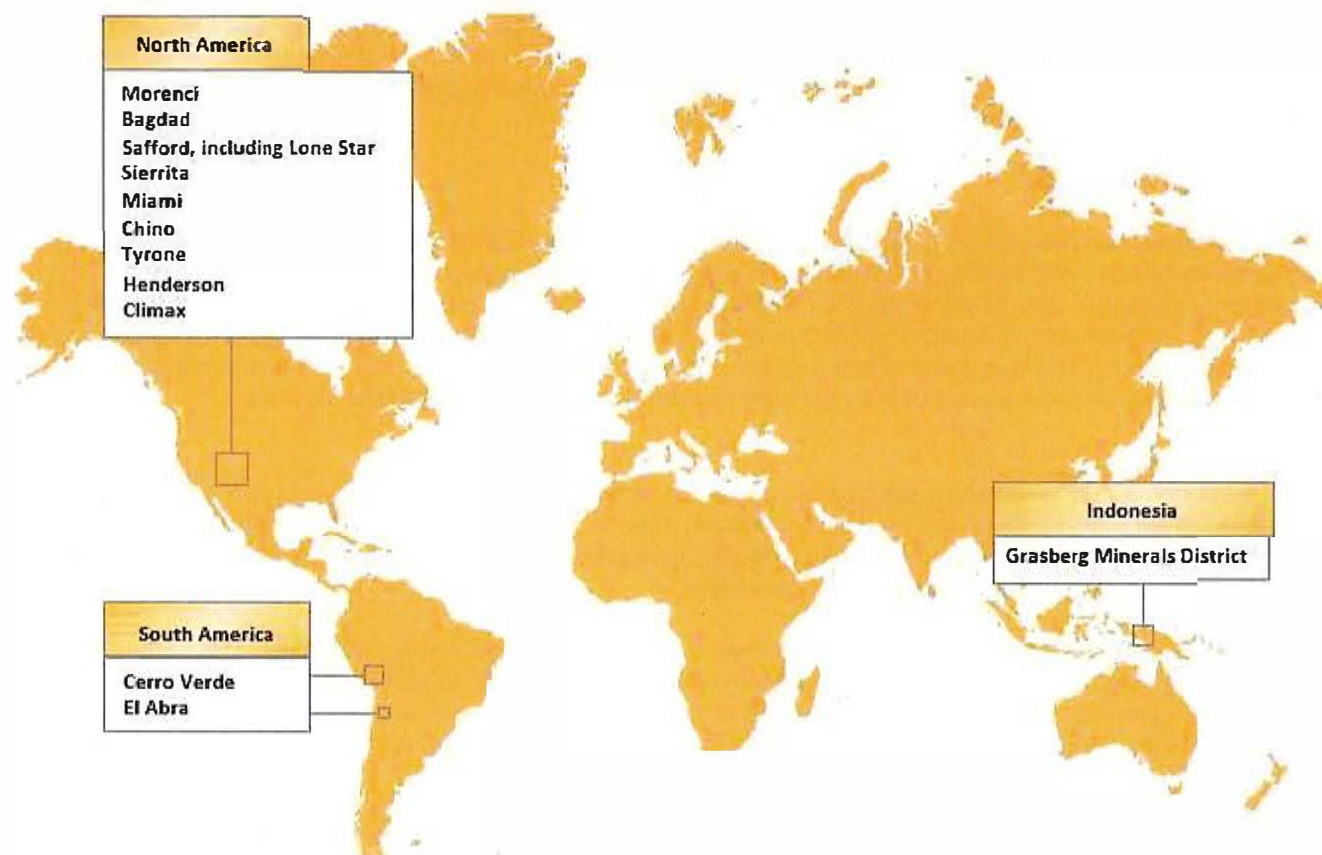 North America
Morenci
Bagdad
Safford, including Lone Star
Sierrita
Miami
Chino
Tyrone
Henderson
Climax
Indonesia
Grasberg Minerals District
South America
Cerro Verde
El Abra